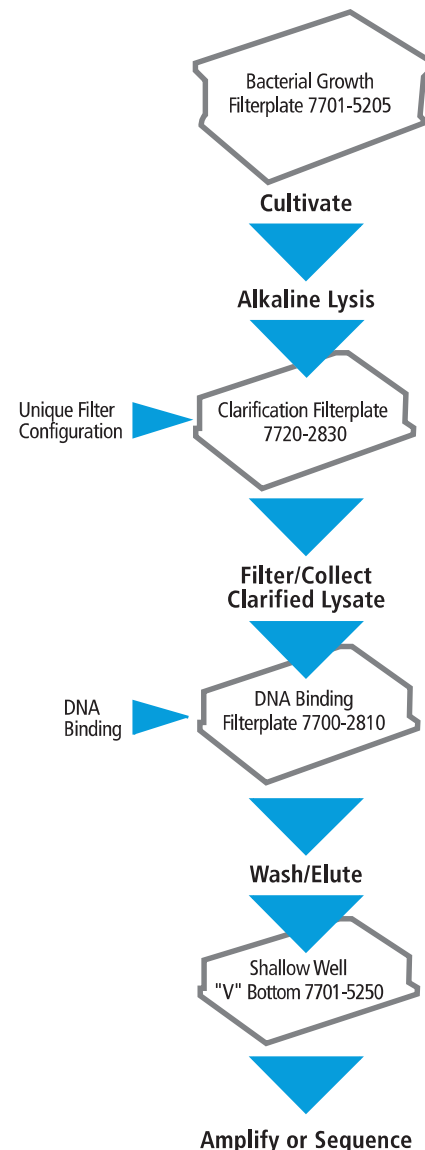 Bacterial Growth
Filterplate 7701-5205
Cultivate
Alkaline Lysis
Unique Filter
Configuration
Clarification Filterplate
7720-2830
Filter/Collect
Clarified Lysate
DNA
Binding
DNA Binding
Filterplate 7700-2810
Wash/Elute
Shallow Well
"V" Bottom 7701-5250
Amplify or Sequence